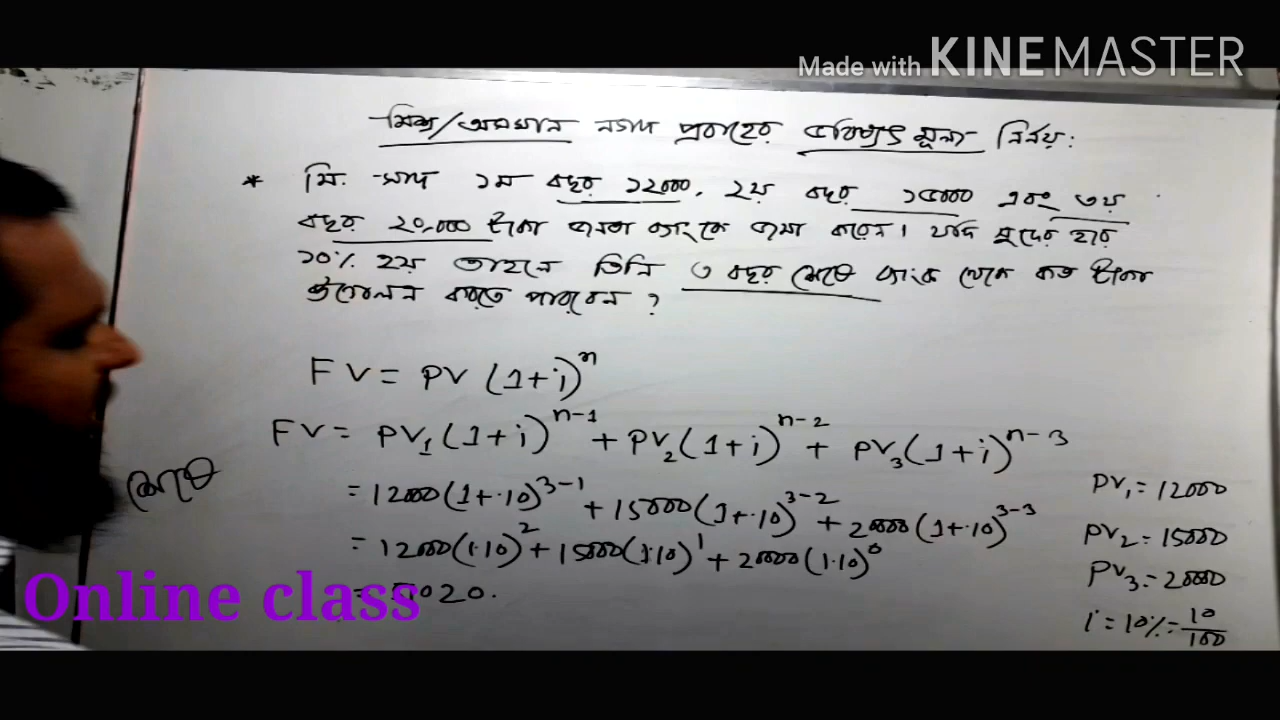 Made with KINEMASTER
মিশ্র/অসমান নগদ প্রবাহের ভবিষ্যৎ মূল্য নির্ণয়:
* মি. সাদ ১ম বছর ১২০০০, ২য় বছর ১৫০০০ এবং ৩য়
বছর ২০,০০০ টাকা জনতা ব্যাংকে জমা করেন। যদি সুদের হার
১০% হয় তাহলে তিনি ৩ বছর শেষে ব্যাংক থেকে কত টাকা
উত্তোলন করতে পারবেন ?
FV = PV (1+i)^n
FV = PV₁(1+i)^n-1 + PV₂(1+i)^n-2 + PV₃(1+i)^n-3
শেষে
= 12000(1+.10)^3-1 + 15000(1+.10)^3-2 + 20000(1+.10)^3-3
= 12000(1.10)^2 + 15000(1.10)^1 + 20000(1.10)^0
= 51020.
PV₁ = 12000
PV₂ = 15000
PV₃ = 20000
i = 10% = 10/100
Online class